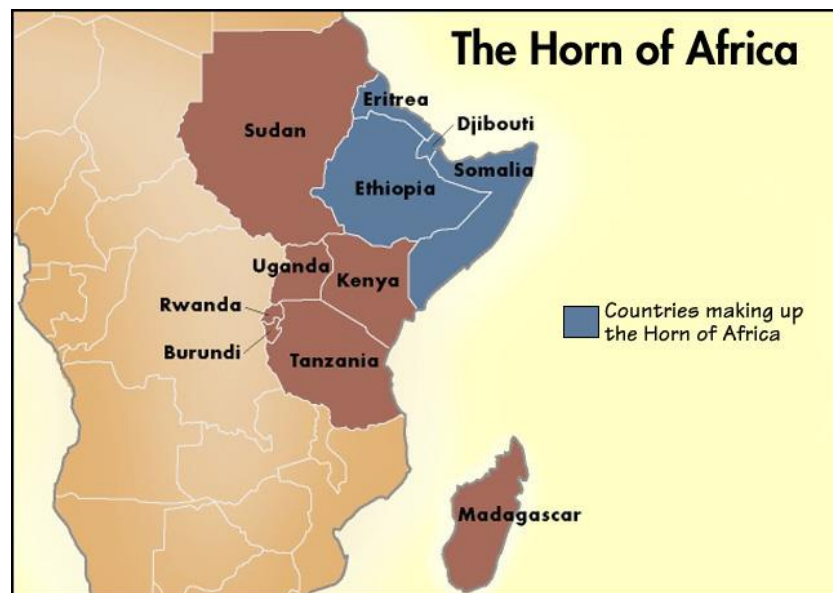 The Horn of Africa
Eritrea
Djibouti
Sudan
Somalia
Ethiopia
Uganda
Kenya
Rwanda
Countries making up
the Horn of Africa
Burundi
Tanzania
Madagascar